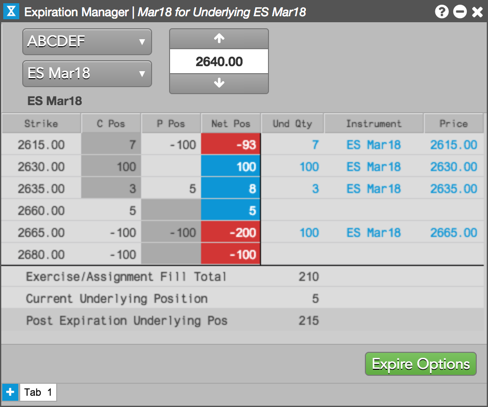 Expiration Manager | Mar18 for Underlying ES Mar18
ABCDEF
ES Mar18
2640.00
ES Mar18
Strike C Pos P Pos Net Pos Und Qty Instrument Price
2615.00 7 -100 -93 7 ES Mar18 2615.00
2630.00 100 100 100 ES Mar18 2630.00
2635.00 3 5 8 3 ES Mar18 2635.00
2660.00 5 5
2665.00 -100 -100 -200 100 ES Mar18 2665.00
2680.00 -100 -100
Exercise/Assignment Fill Total 210
Current Underlying Position 5
Post Expiration Underlying Pos 215
Expire Options
+ Tab 1